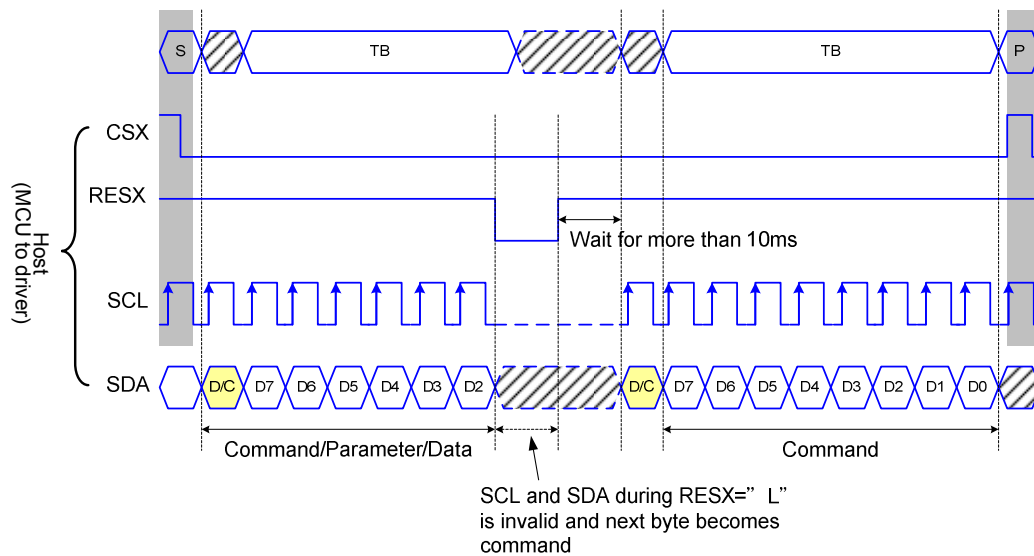 S TB TB P
CSX
RESX
Wait for more than 10ms
Host
(MCU to driver)
SCL
SDA D/C D7 D6 D5 D4 D3 D2 D/C D7 D6 D5 D4 D3 D2 D1 D0
Command/Parameter/Data Command
SCL and SDA during RESX=” L”
is invalid and next byte becomes
command